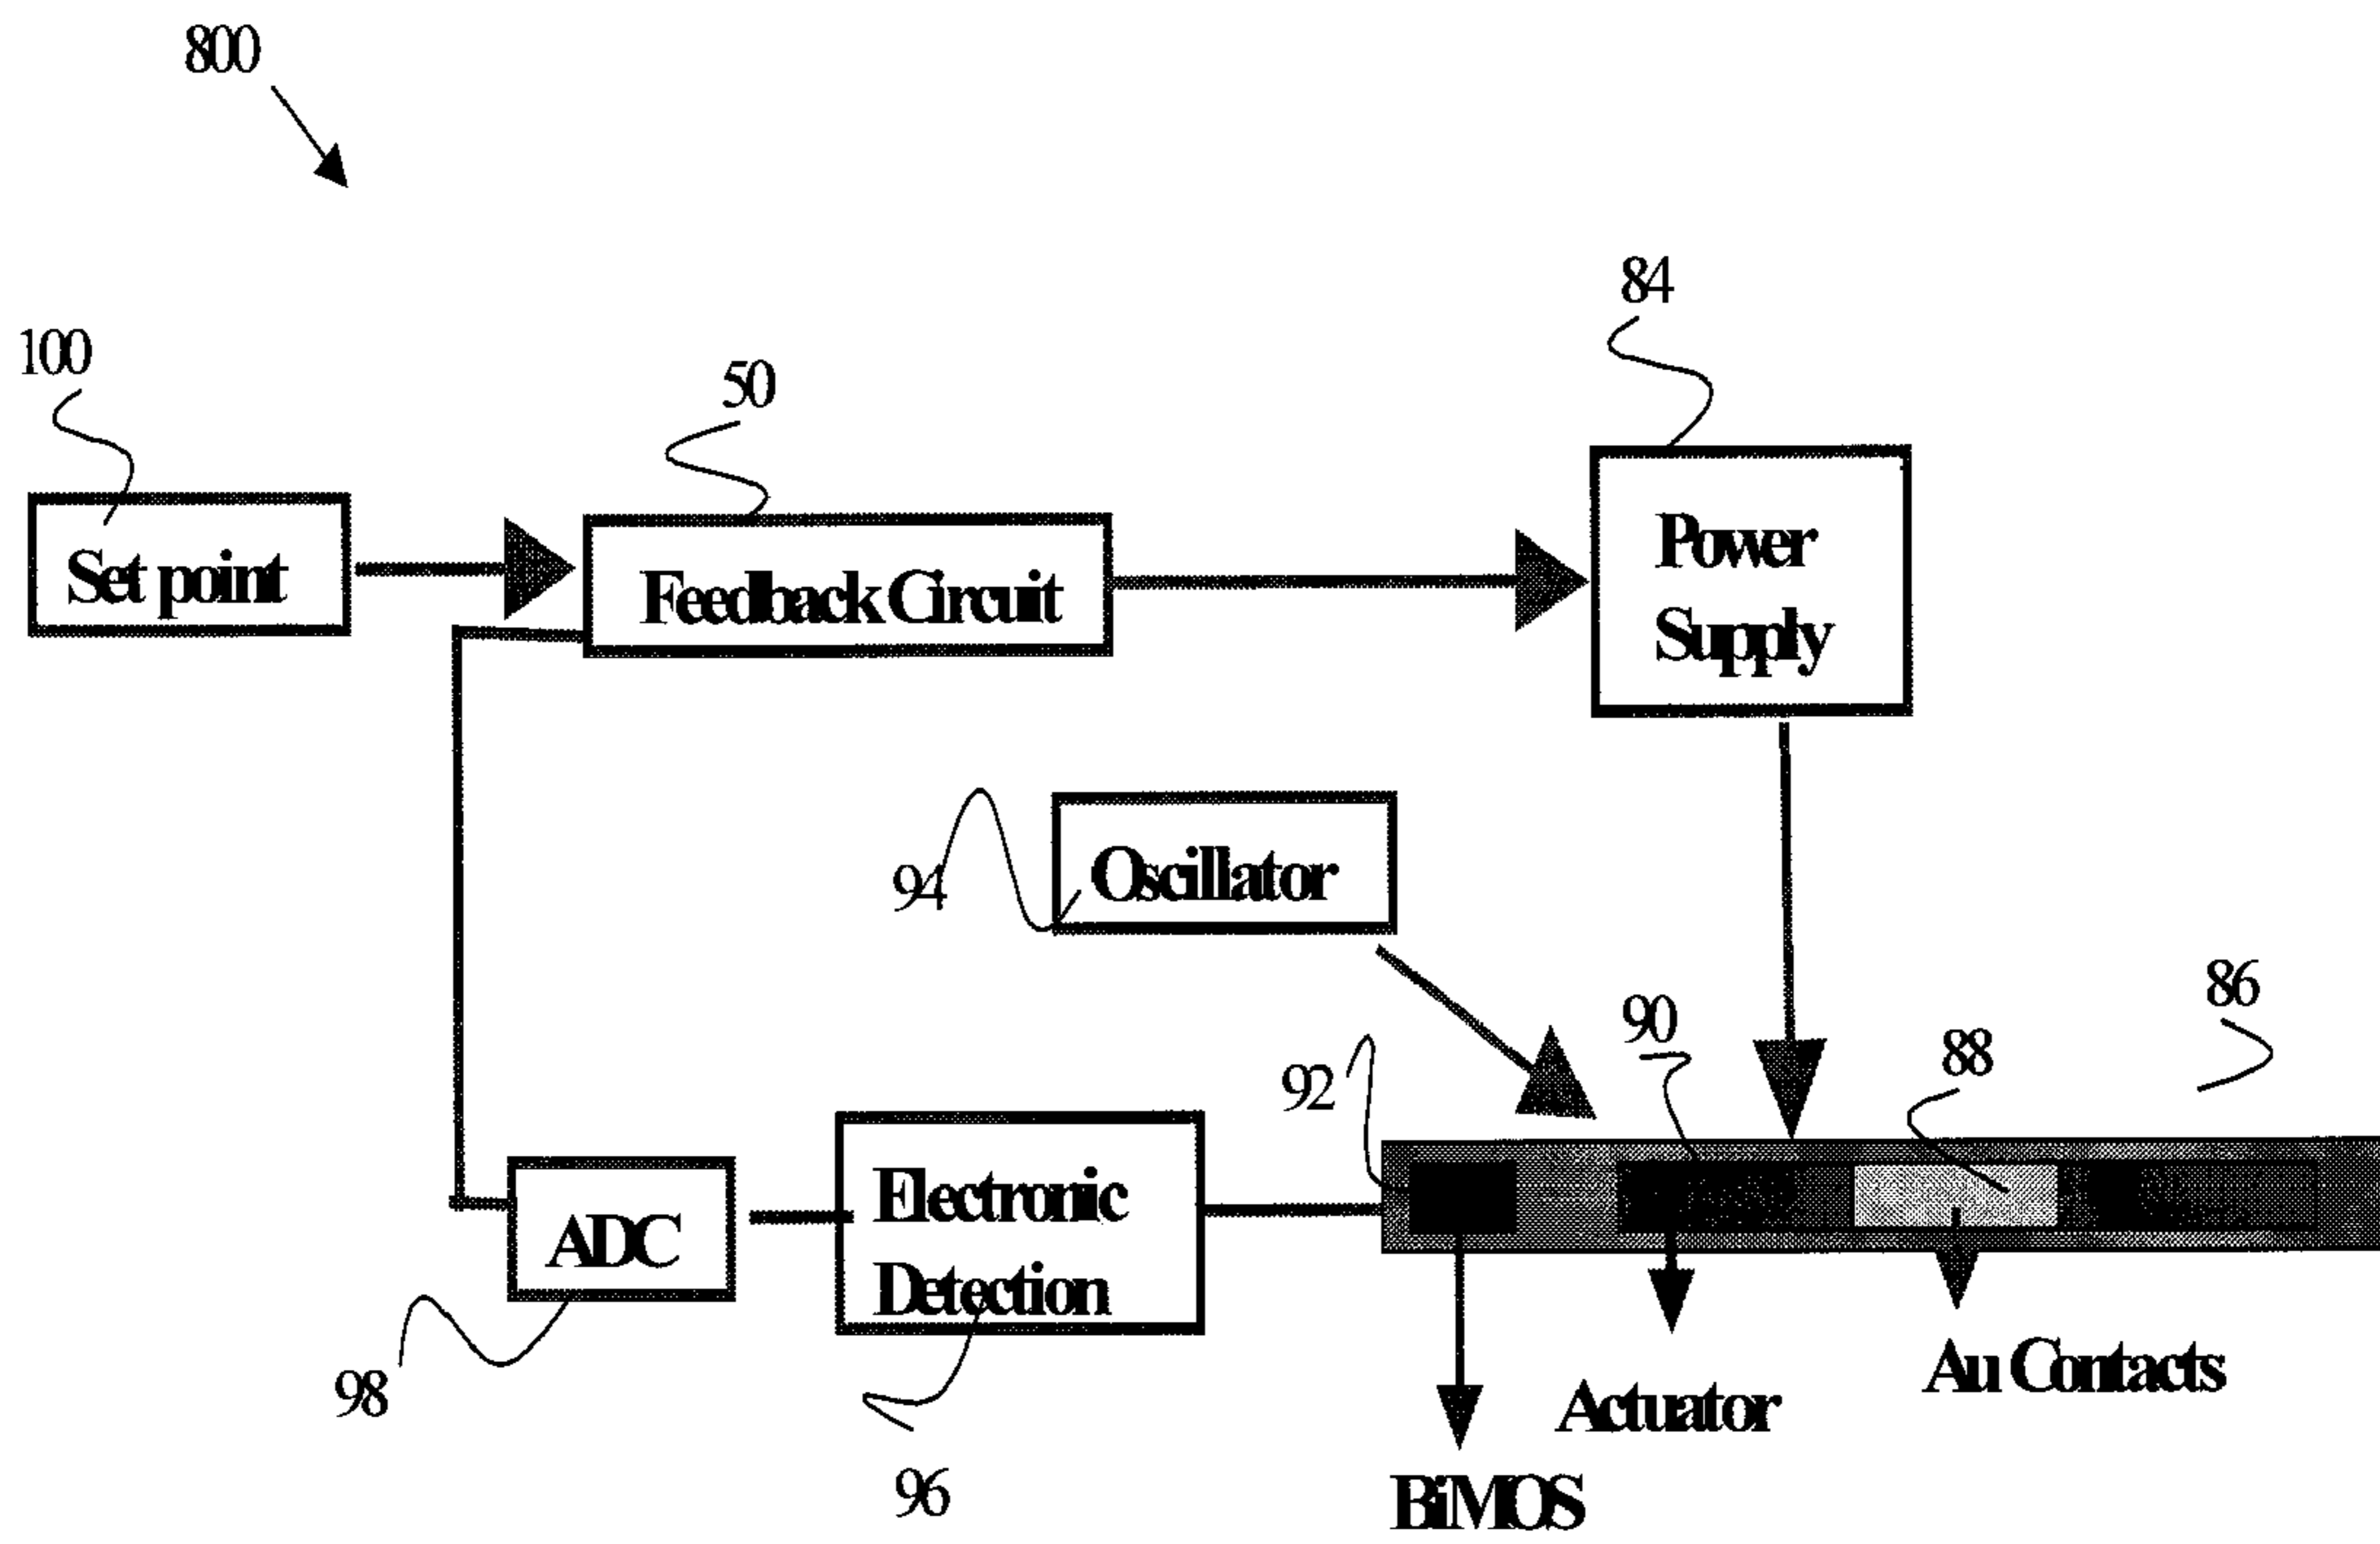 800
84
100
50
Set point
Feedback Circuit
Power
Supply
94
Oscillator
86
90
88
92
ADC
Electronic
Detection
98
96
Actuator
Au Contacts
BiMOS